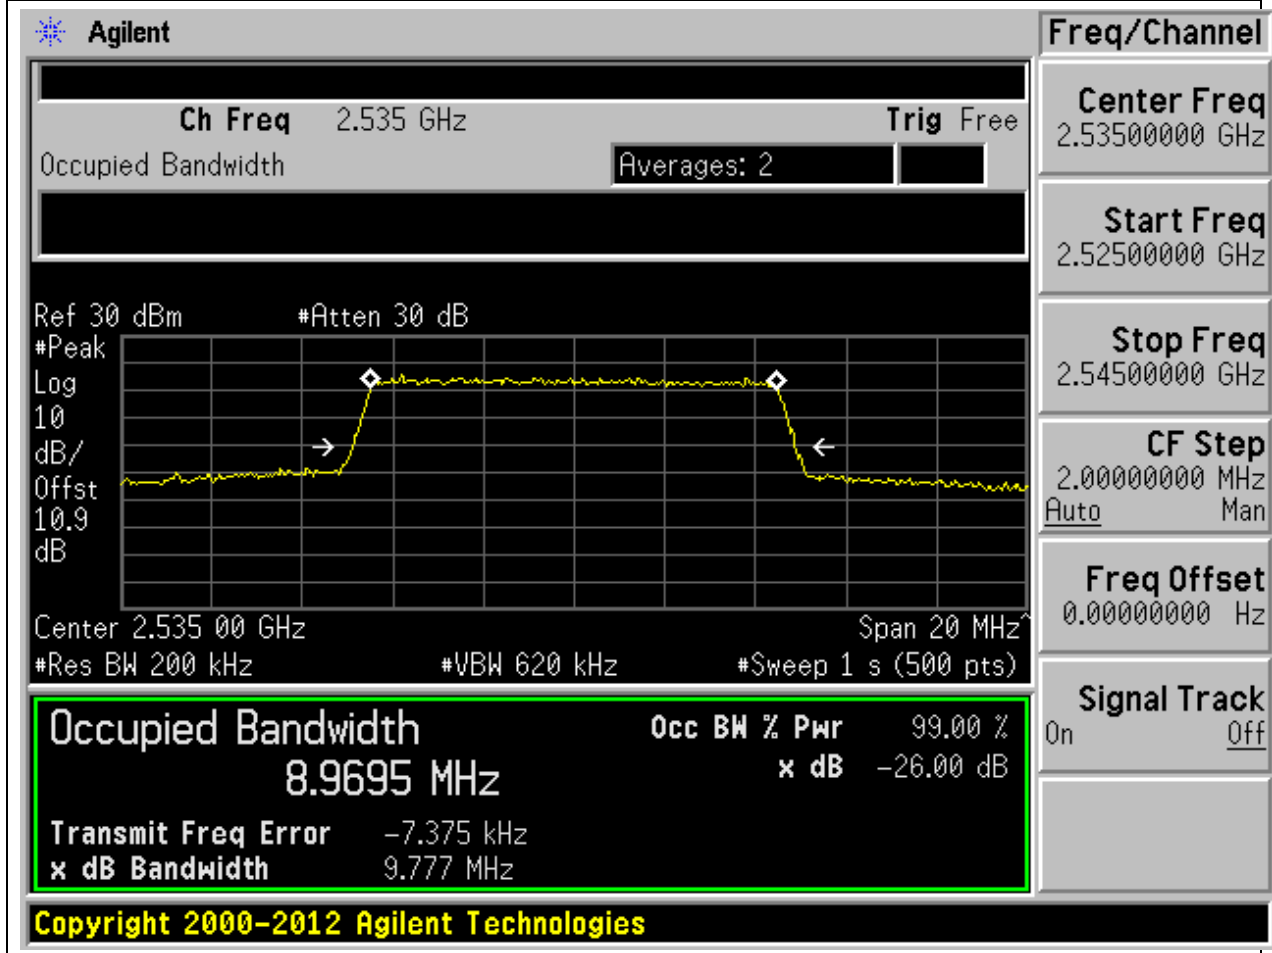 Agilent
Freq/Channel
Ch Freq 2.535 GHz Trig Free
Occupied Bandwidth Averages: 2
Center Freq
2.53500000 GHz
Start Freq
2.52500000 GHz
Stop Freq
2.54500000 GHz
CF Step
2.00000000 MHz
Auto Man
Freq Offset
0.00000000 Hz
Signal Track
On Off
Ref 30 dBm #Atten 30 dB
#Peak
Log
10
dB/
Offst
10.9
dB
Center 2.535 00 GHz Span 20 MHz^
#Res BW 200 kHz #VBW 620 kHz #Sweep 1 s (500 pts)
Occupied Bandwidth Occ BW % Pwr 99.00 %
8.9695 MHz x dB -26.00 dB
Transmit Freq Error -7.375 kHz
x dB Bandwidth 9.777 MHz
Copyright 2000-2012 Agilent Technologies